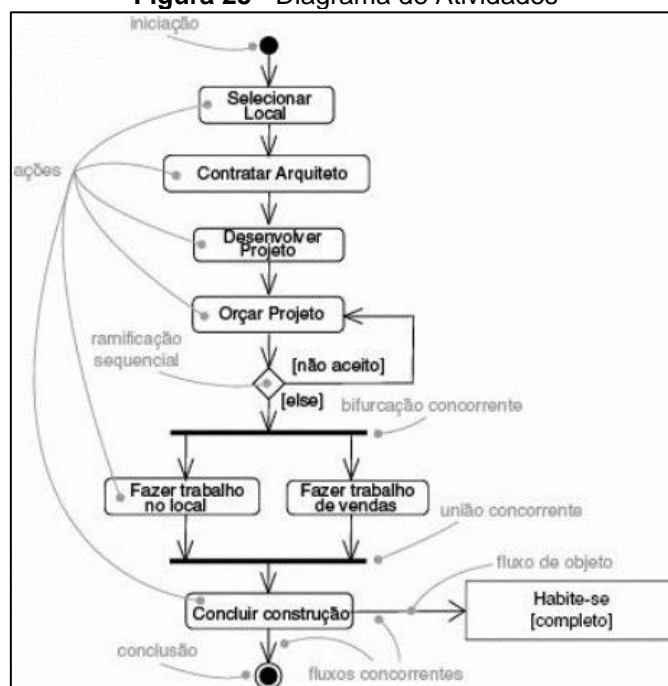 Figura 23 - Diagrama de Atividades
iniciação
Selecionar
Local
ações
Contratar Arquiteto
Desenvolver
Projeto
Orçar Projeto
ramificação
sequencial
[não aceito]
[else]
bifurcação concorrente
Fazer trabalho
no local
Fazer trabalho
de vendas
união concorrente
fluxo de objeto
Concluir construção
Habite-se
[completo]
conclusão
fluxos concorrentes